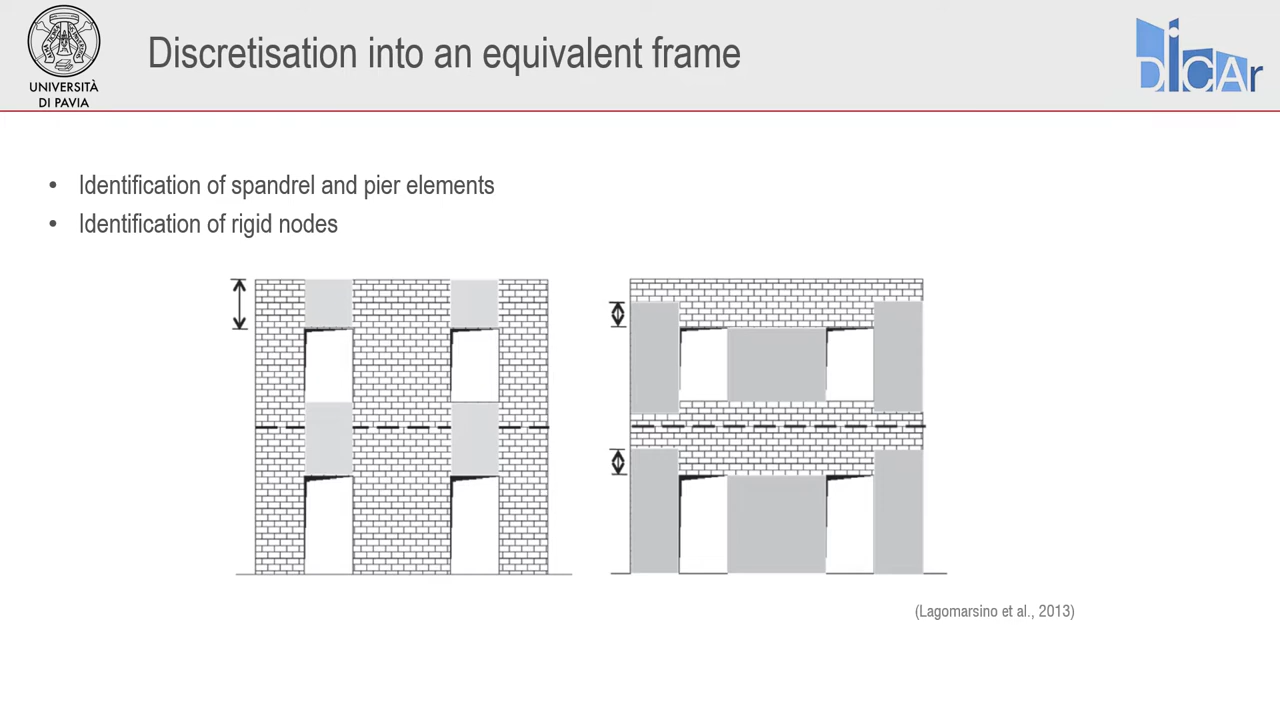 Discretisation into an equivalent frame
UNIVERSITÀ
DI PAVIA
DICAr
• Identification of spandrel and pier elements
• Identification of rigid nodes
(Lagomarsino et al., 2013)